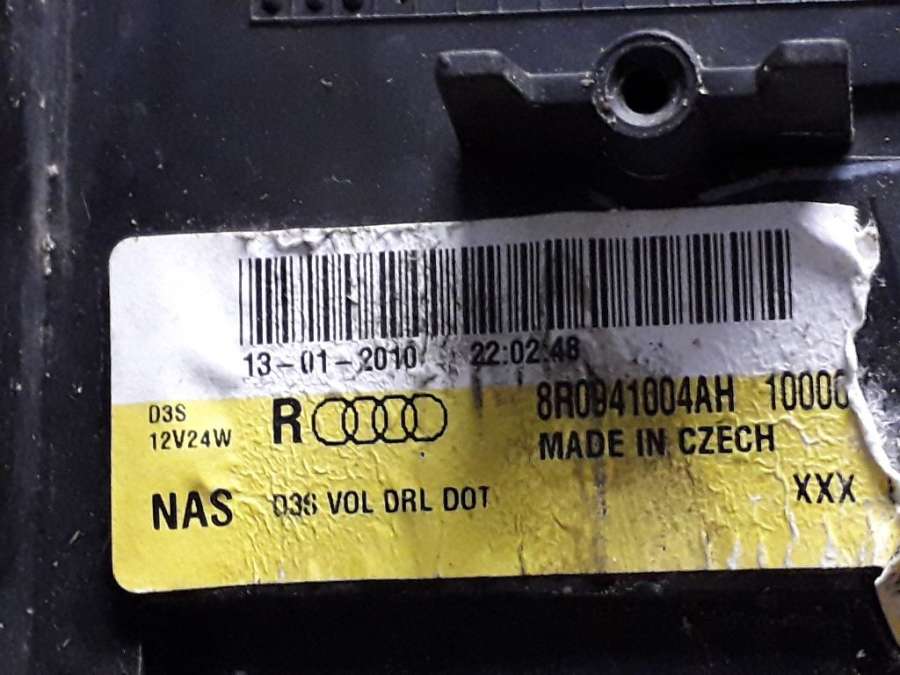 13-01-2010 22:02:48
D3S
12V24W
R
8R0941004AH 10000
MADE IN CZECH
NAS D3S VOL DRL DOT
XXX